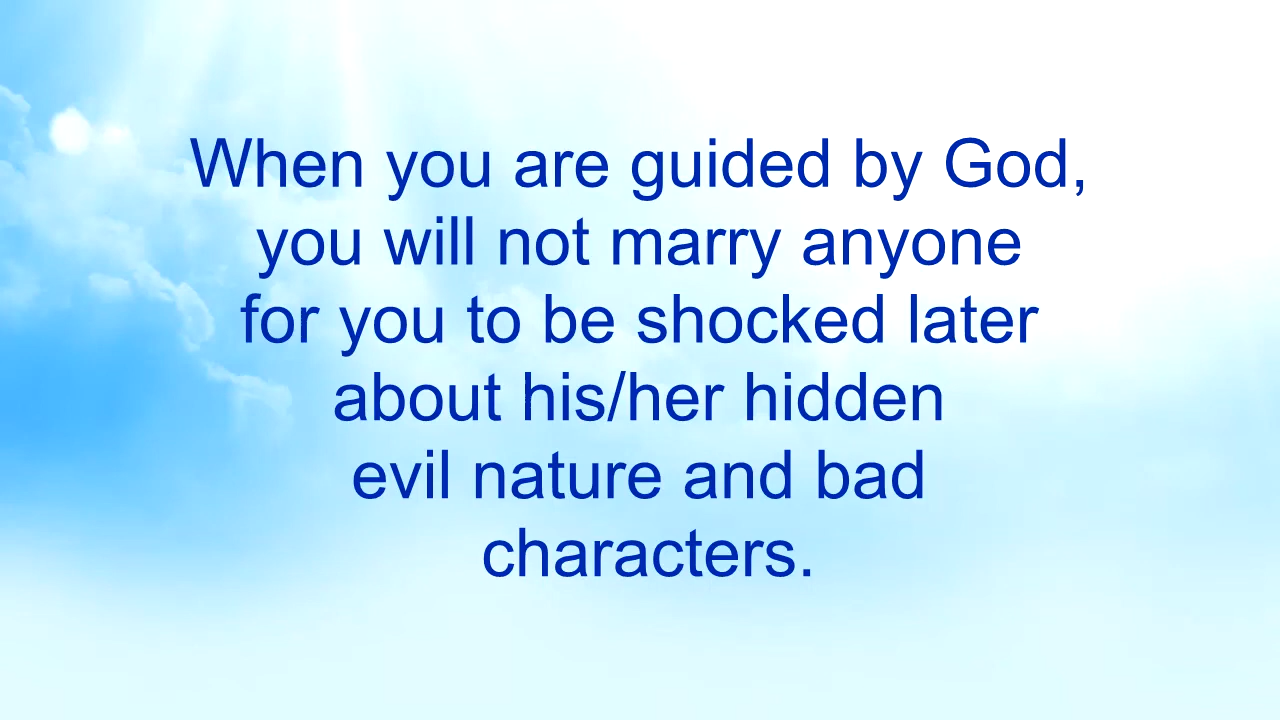 When you are guided by God,
you will not marry anyone
for you to be shocked later
about his/her hidden
evil nature and bad
characters.